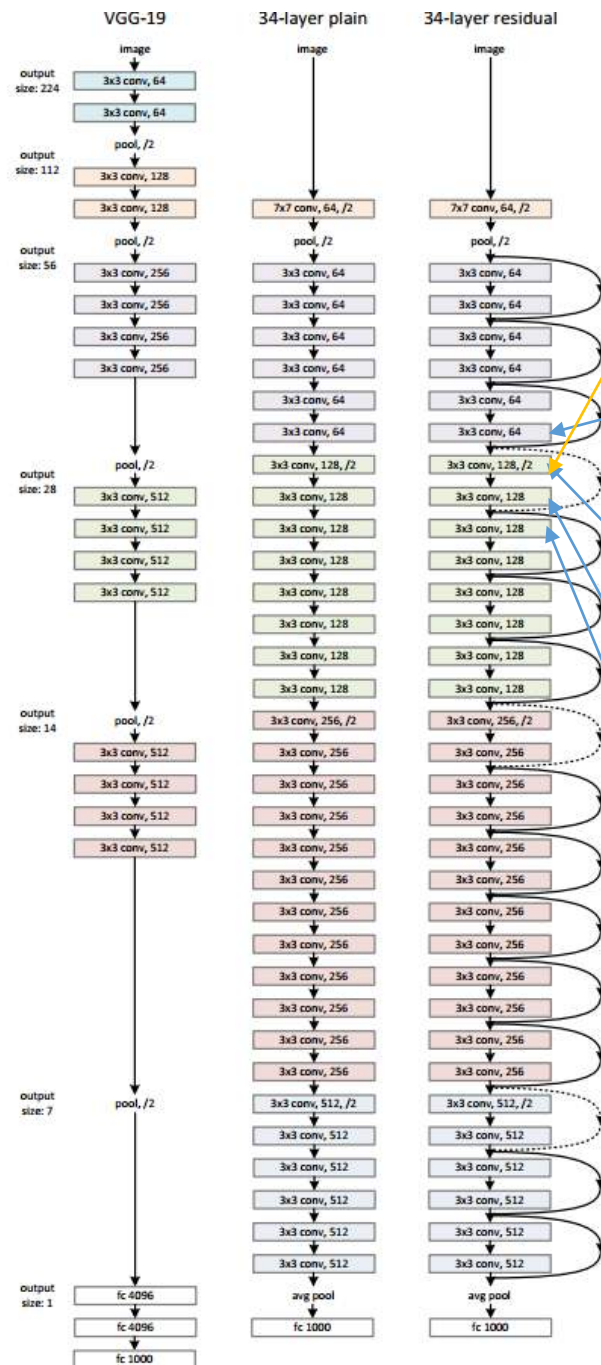 VGG-19
image
output
size: 224
3x3 conv, 64
3x3 conv, 64
pool, /2
output
size: 112
3x3 conv, 128
3x3 conv, 128
pool, /2
output
size: 56
3x3 conv, 256
3x3 conv, 256
3x3 conv, 256
3x3 conv, 256
pool, /2
output
size: 28
3x3 conv, 512
3x3 conv, 512
3x3 conv, 512
3x3 conv, 512
pool, /2
output
size: 14
3x3 conv, 512
3x3 conv, 512
3x3 conv, 512
3x3 conv, 512
output
size: 7
pool, /2
output
size: 1
fc 4096
fc 4096
fc 1000
34-layer plain
image
7x7 conv, 64, /2
pool, /2
3x3 conv, 64
3x3 conv, 64
3x3 conv, 64
3x3 conv, 64
3x3 conv, 64
3x3 conv, 64
3x3 conv, 128, /2
3x3 conv, 128
3x3 conv, 128
3x3 conv, 128
3x3 conv, 128
3x3 conv, 128
3x3 conv, 128
3x3 conv, 128
3x3 conv, 256, /2
3x3 conv, 256
3x3 conv, 256
3x3 conv, 256
3x3 conv, 256
3x3 conv, 256
3x3 conv, 256
3x3 conv, 256
3x3 conv, 256
3x3 conv, 256
3x3 conv, 256
3x3 conv, 256
3x3 conv, 512, /2
3x3 conv, 512
3x3 conv, 512
3x3 conv, 512
3x3 conv, 512
3x3 conv, 512
avg pool
fc 1000
34-layer residual
image
7x7 conv, 64, /2
pool, /2
3x3 conv, 64
3x3 conv, 64
3x3 conv, 64
3x3 conv, 64
3x3 conv, 64
3x3 conv, 64
3x3 conv, 128, /2
3x3 conv, 128
3x3 conv, 128
3x3 conv, 128
3x3 conv, 128
3x3 conv, 128
3x3 conv, 128
3x3 conv, 128
3x3 conv, 256, /2
3x3 conv, 256
3x3 conv, 256
3x3 conv, 256
3x3 conv, 256
3x3 conv, 256
3x3 conv, 256
3x3 conv, 256
3x3 conv, 256
3x3 conv, 256
3x3 conv, 256
3x3 conv, 256
3x3 conv, 512, /2
3x3 conv, 512
3x3 conv, 512
3x3 conv, 512
3x3 conv, 512
3x3 conv, 512
avg pool
fc 1000